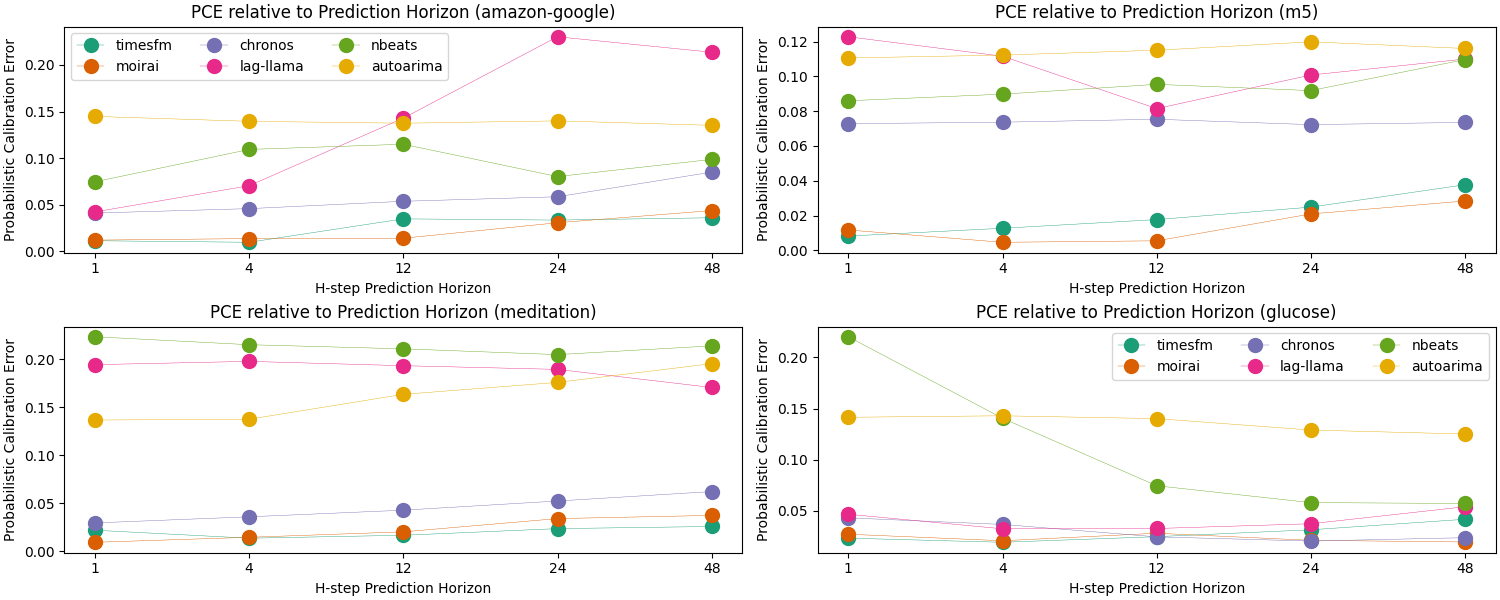 PCE relative to Prediction Horizon (amazon-google)
Probabilistic Calibration Error
0.20
0.15
0.10
0.05
0.00
timesfm chronos nbeats
moirai lag-llama autoarima
1 4 12 24 48
H-step Prediction Horizon
PCE relative to Prediction Horizon (m5)
Probabilistic Calibration Error
0.12
0.10
0.08
0.06
0.04
0.02
0.00
1 4 12 24 48
H-step Prediction Horizon
PCE relative to Prediction Horizon (meditation)
Probabilistic Calibration Error
0.20
0.15
0.10
0.05
0.00
1 4 12 24 48
H-step Prediction Horizon
PCE relative to Prediction Horizon (glucose)
Probabilistic Calibration Error
0.20
0.15
0.10
0.05
timesfm chronos nbeats
moirai lag-llama autoarima
1 4 12 24 48
H-step Prediction Horizon